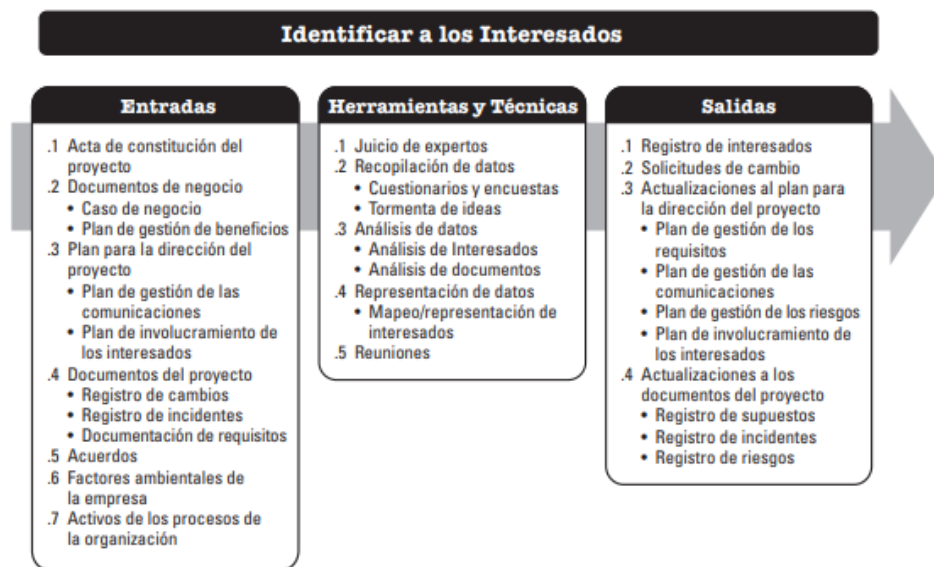 Identificar a los Interesados
Entradas
.1 Acta de constitución del
proyecto
.2 Documentos de negocio
• Caso de negocio
• Plan de gestión de beneficios
.3 Plan para la dirección del
proyecto
• Plan de gestión de las
comunicaciones
• Plan de involucramiento de
los interesados
.4 Documentos del proyecto
• Registro de cambios
• Registro de incidentes
• Documentación de requisitos
.5 Acuerdos
.6 Factores ambientales de
la empresa
.7 Activos de los procesos de
la organización
Herramientas y Técnicas
.1 Juicio de expertos
.2 Recopilación de datos
• Cuestionarios y encuestas
• Tormenta de ideas
.3 Análisis de datos
• Análisis de Interesados
• Análisis de documentos
.4 Representación de datos
• Mapeo/representación de
interesados
.5 Reuniones
Salidas
.1 Registro de interesados
.2 Solicitudes de cambio
.3 Actualizaciones al plan para
la dirección del proyecto
• Plan de gestión de los
requisitos
• Plan de gestión de las
comunicaciones
• Plan de gestión de los riesgos
• Plan de involucramiento de
los interesados
.4 Actualizaciones a los
documentos del proyecto
• Registro de supuestos
• Registro de incidentes
• Registro de riesgos